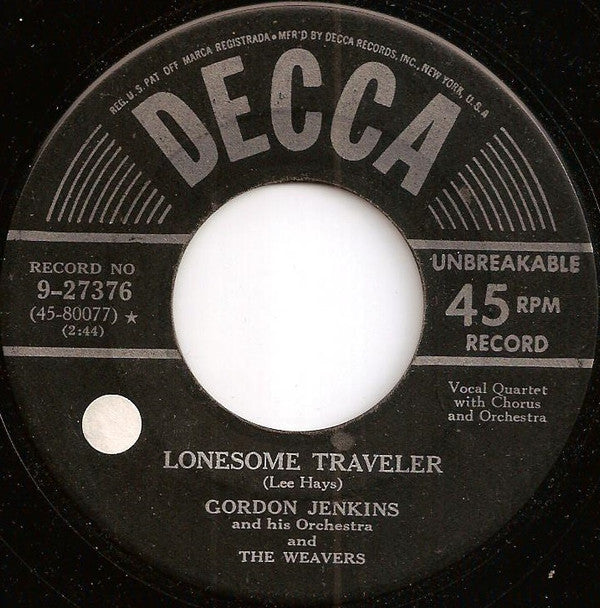 REG. U.S. PAT. OFF. MARCA REGISTRADA • MFR'D BY DECCA RECORDS, INC., NEW YORK, U.S.A.
DECCA
RECORD NO
9-27376
(45-80077) ★
(2:44)
UNBREAKABLE
45 RPM
RECORD
Vocal Quartet
with Chorus
and Orchestra
LONESOME TRAVELER
(Lee Hays)
GORDON JENKINS
and his Orchestra
and
THE WEAVERS